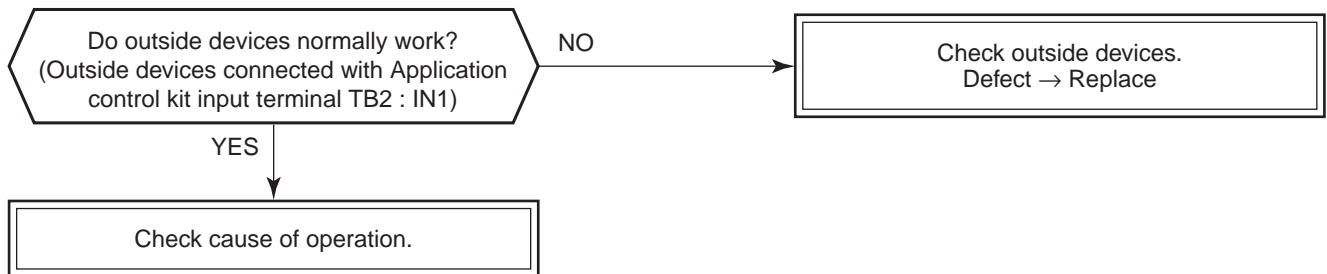 Do outside devices normally work?
(Outside devices connected with Application
control kit input terminal TB2 : IN1)
NO
Check outside devices.
Defect → Replace
YES
Check cause of operation.